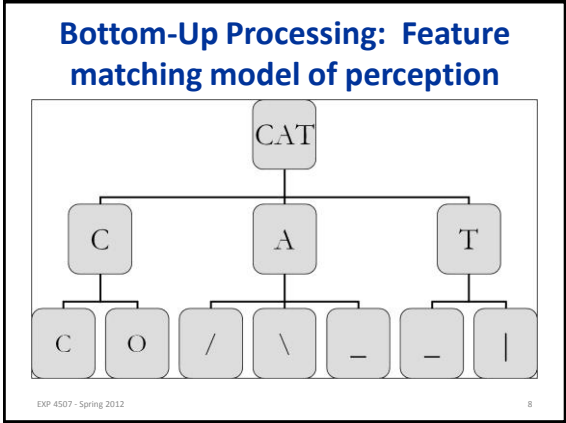 Bottom-Up Processing: Feature
matching model of perception
CAT
C A T
C O / \ _ _ |
EXP 4507 - Spring 2012 8